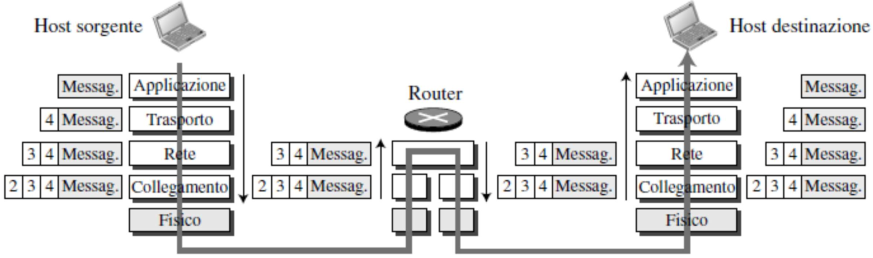 Host sorgente
Host destinazione
Router
Messag. Applicazione
4 Messag. Trasporto
3 4 Messag. Rete
2 3 4 Messag. Collegamento
Fisico
3 4 Messag.
2 3 4 Messag.
3 4 Messag.
2 3 4 Messag.
Applicazione Messag.
Trasporto 4 Messag.
Rete 3 4 Messag.
Collegamento 2 3 4 Messag.
Fisico